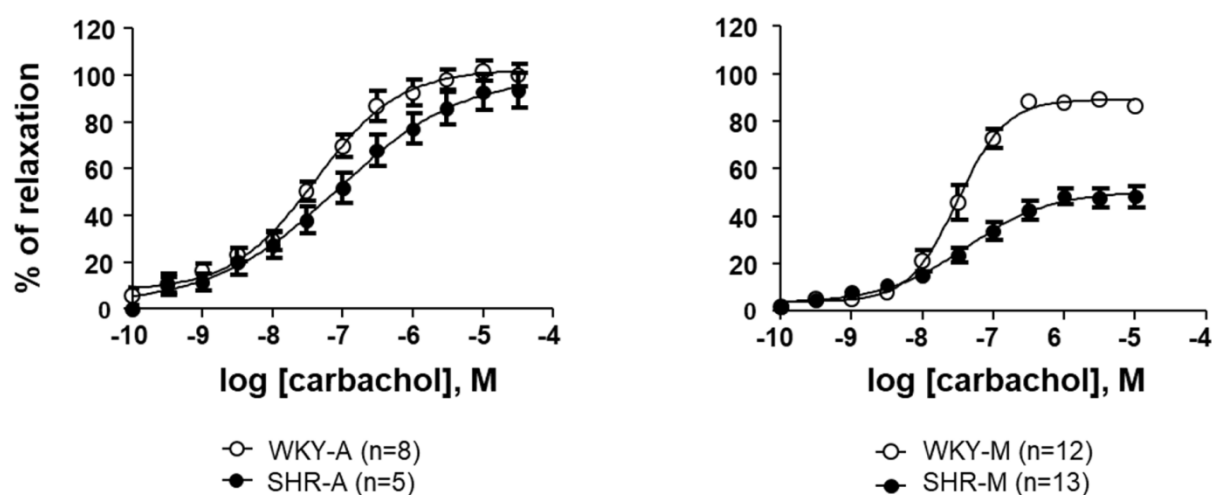 % of relaxation
120
100
80
60
40
20
0
-10 -9 -8 -7 -6 -5 -4
log [carbachol], M
WKY-A (n=8)
SHR-A (n=5)
120
100
80
60
40
20
0
-10 -9 -8 -7 6 -5 -4
log [carbachol], M
WKY-M (n=12)
SHR-M (n=13)